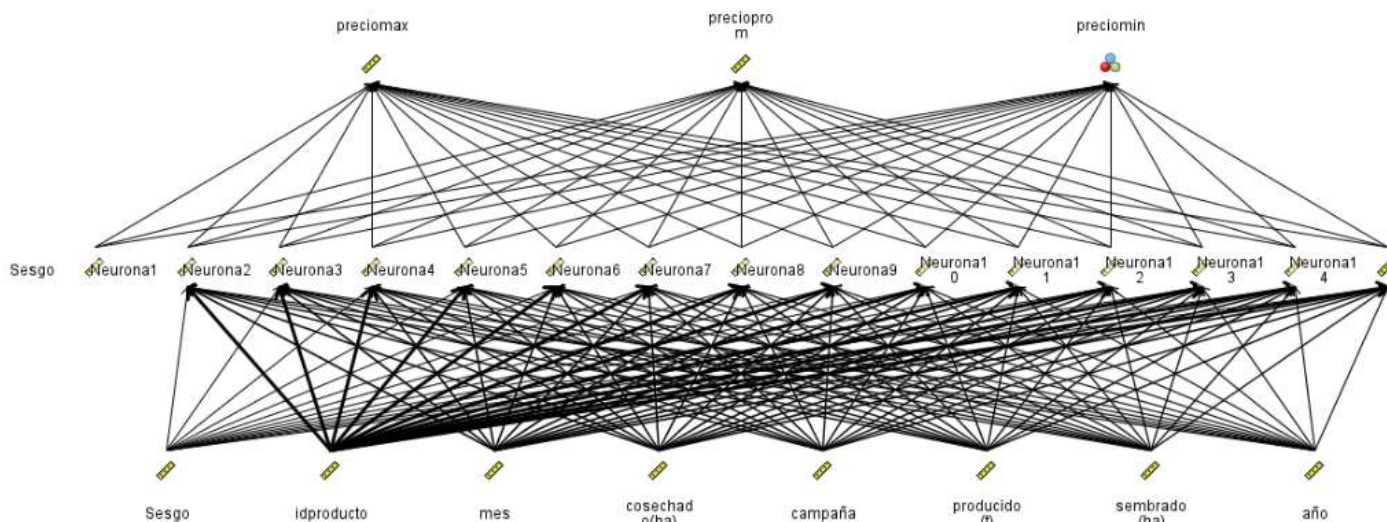 preciomax
preciopro
m
preciomin
Sesgo
Neurona1
Neurona2
Neurona3
Neurona4
Neurona5
Neurona6
Neurona7
Neurona8
Neurona9
Neurona1
0
Neurona1
1
Neurona1
2
Neurona1
3
Neurona1
4
Sesgo
idproducto
mes
cosechad
o(ha)
campaña
producido
(t)
sembrado
(ha)
año